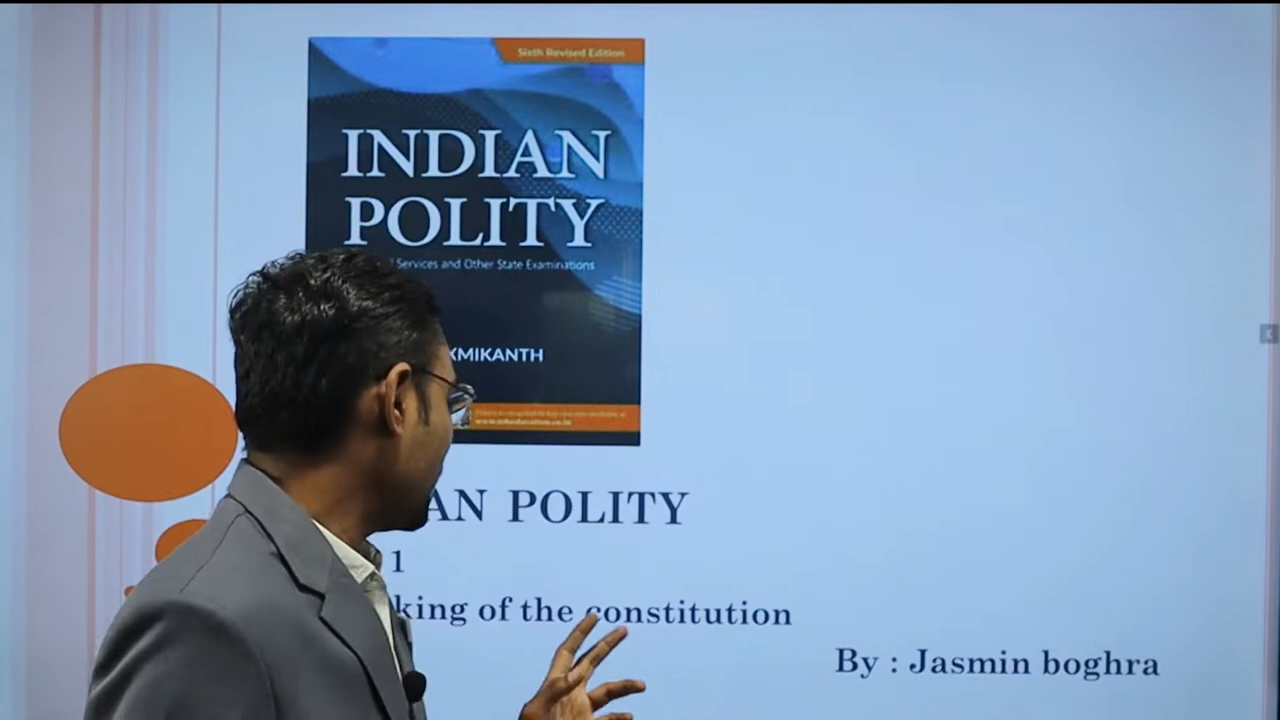 Sixth Revised Edition
INDIAN
POLITY
Services and Other State Examinations
XMIKANTH
AN POLITY
1
king of the constitution
By : Jasmin boghra